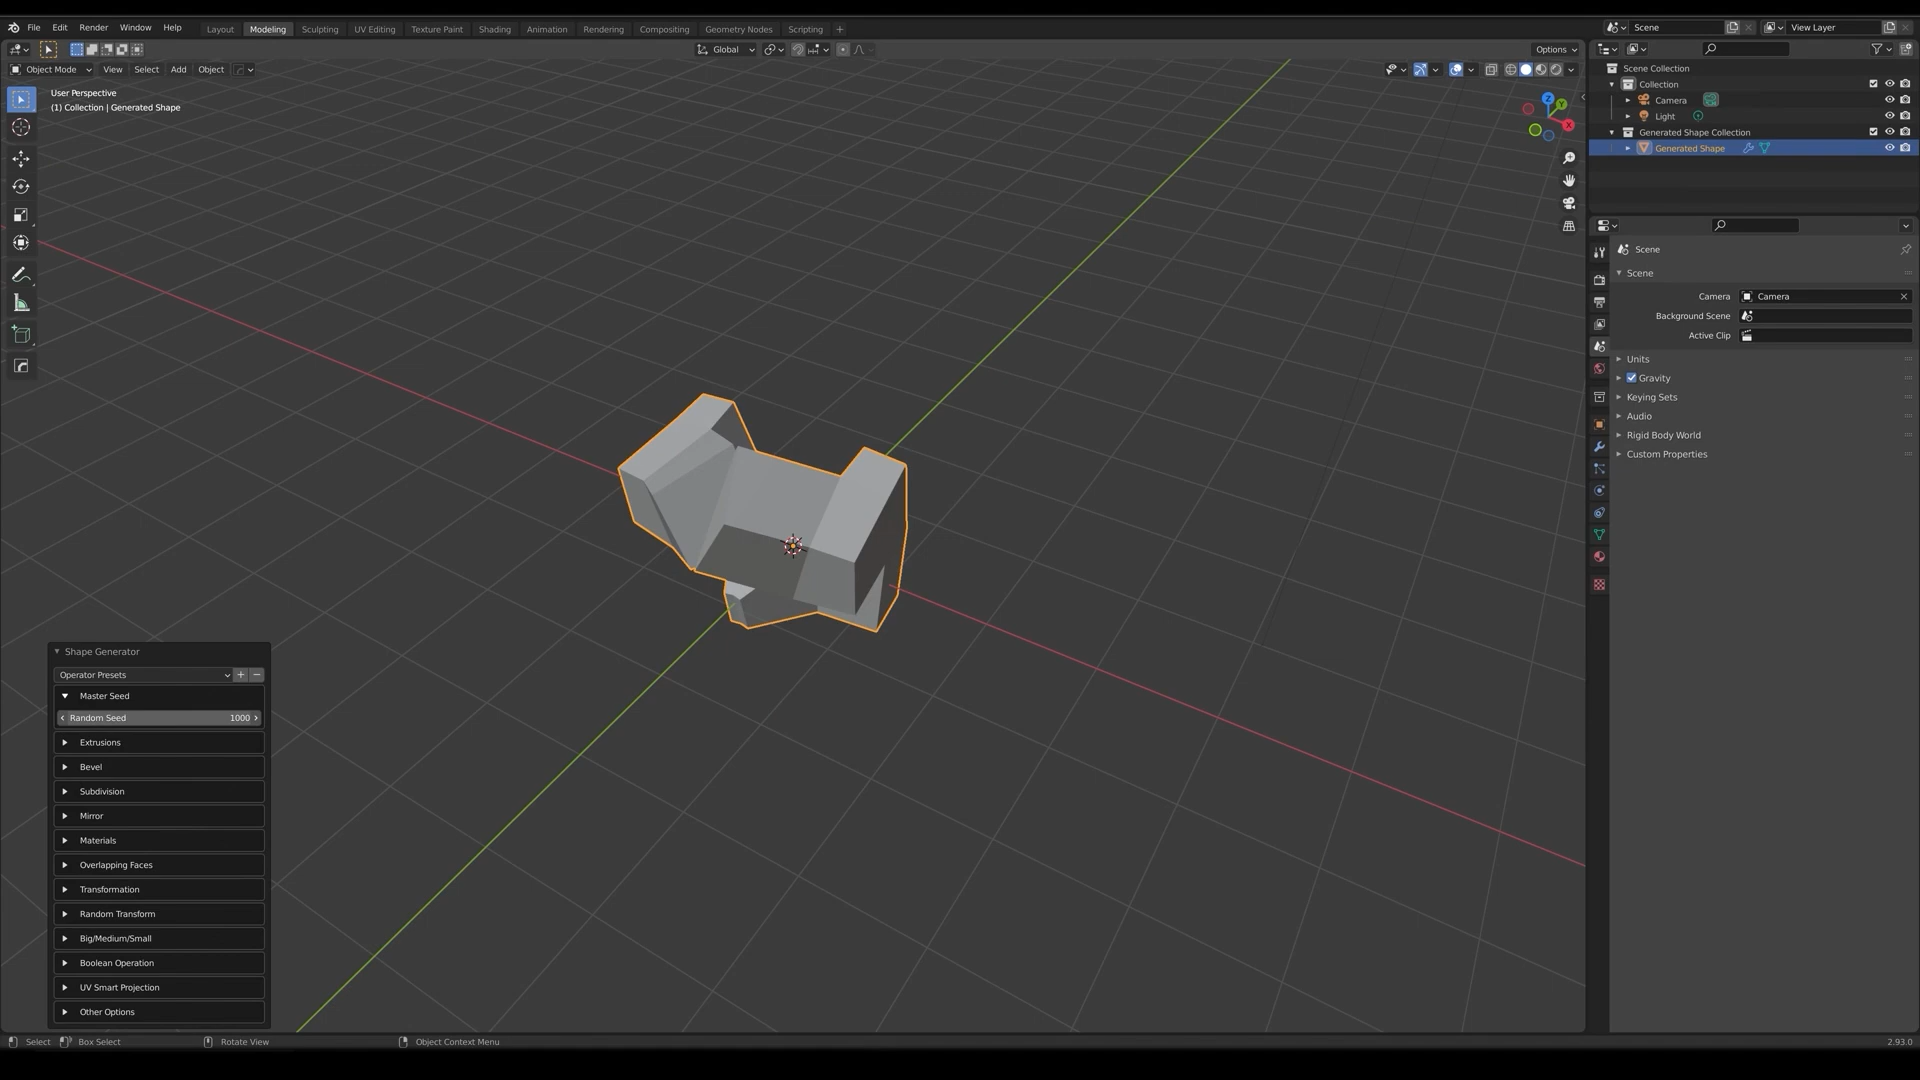 File Edit Render Window Help Layout Modeling Sculpting UV Editing Texture Paint Shading Animation Rendering Compositing Geometry Nodes Scripting + Scene View Layer
Global Options
Object Mode View Select Add Object
Scene Collection
Collection
Camera
Light
Generated Shape Collection
Generated Shape
User Perspective
(1) Collection | Generated Shape
Z
Y
X
Scene
Scene
Camera Camera
Background Scene
Active Clip
Units
Gravity
Keying Sets
Audio
Rigid Body World
Custom Properties
Shape Generator
Operator Presets + −
Master Seed
Random Seed 1000
Extrusions
Bevel
Subdivision
Mirror
Materials
Overlapping Faces
Transformation
Random Transform
Big/Medium/Small
Boolean Operation
UV Smart Projection
Other Options
Select Box Select Rotate View Object Context Menu 2.93.0